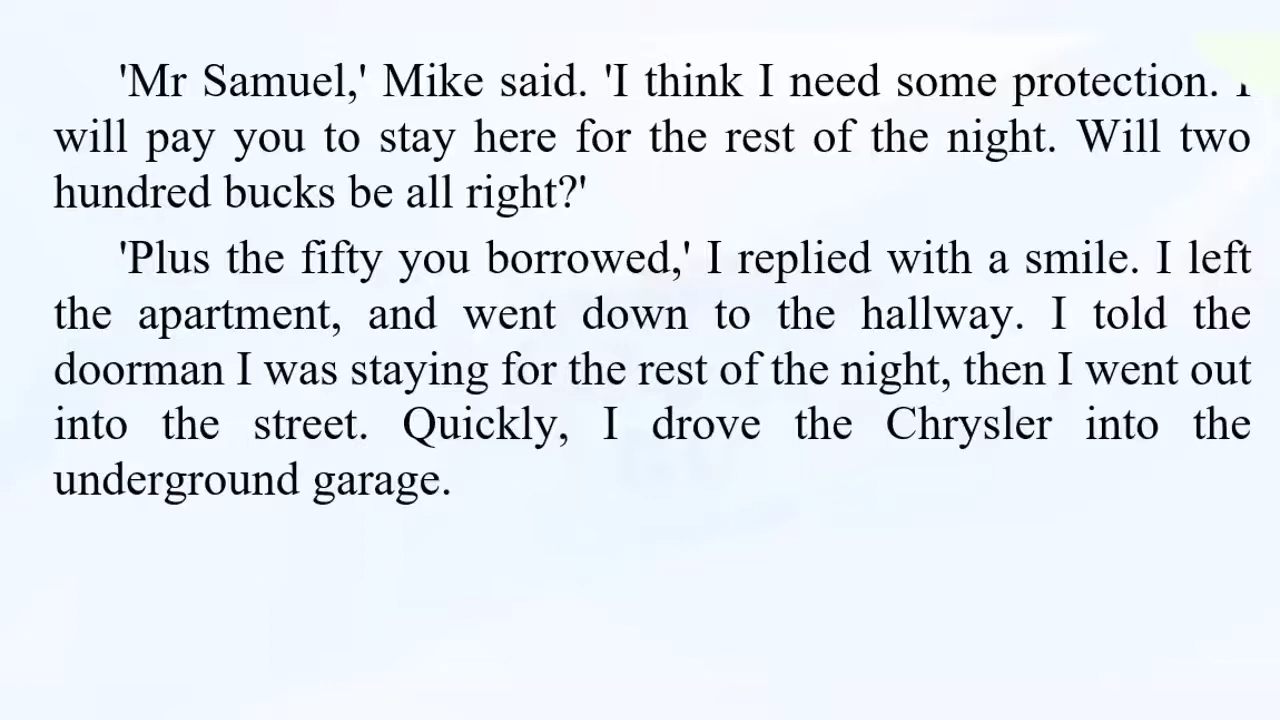 'Mr Samuel,' Mike said. 'I think I need some protection. I
will pay you to stay here for the rest of the night. Will two
hundred bucks be all right?'
'Plus the fifty you borrowed,' I replied with a smile. I left
the apartment, and went down to the hallway. I told the
doorman I was staying for the rest of the night, then I went out
into the street. Quickly, I drove the Chrysler into the
underground garage.